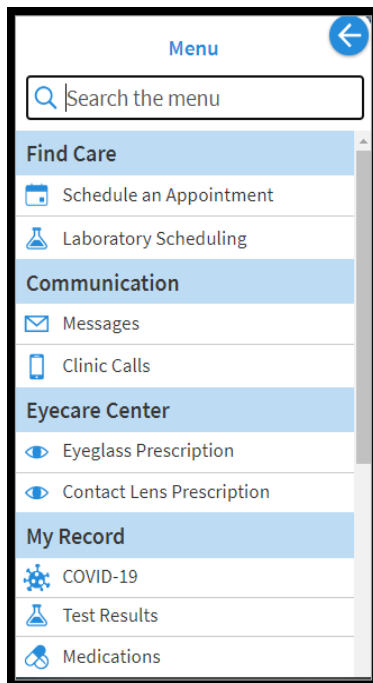 Menu
Search the menu
Find Care
Schedule an Appointment
Laboratory Scheduling
Communication
Messages
Clinic Calls
Eyecare Center
Eyeglass Prescription
Contact Lens Prescription
My Record
COVID-19
Test Results
Medications